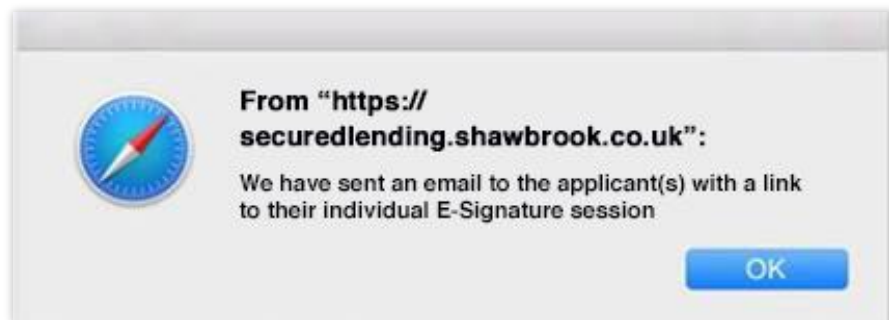 From “https://
securedlending.shawbrook.co.uk”:
We have sent an email to the applicant(s) with a link
to their individual E-Signature session
OK